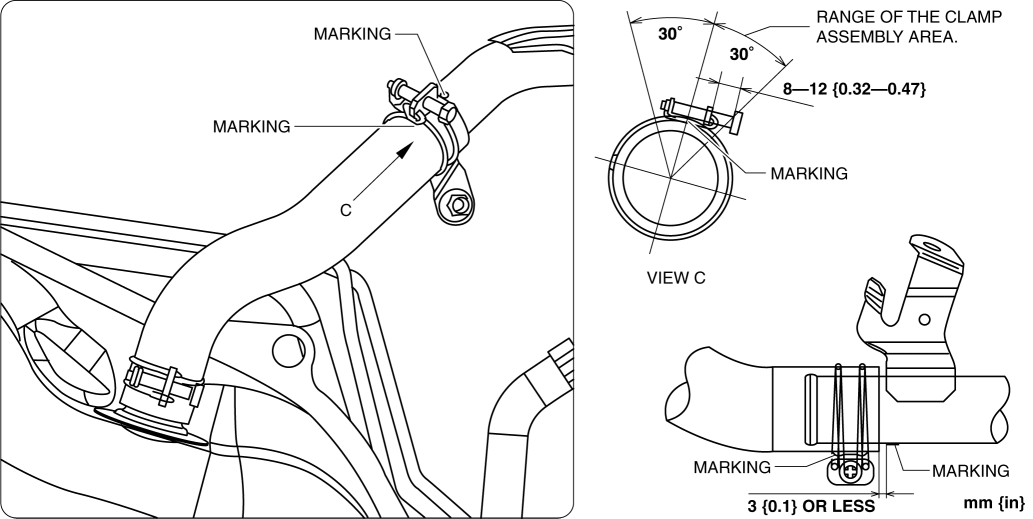 MARKING
MARKING
C
30°
30°
RANGE OF THE CLAMP
ASSEMBLY AREA.
8—12 {0.32—0.47}
MARKING
VIEW C
MARKING
MARKING
3 {0.1} OR LESS
mm {in}